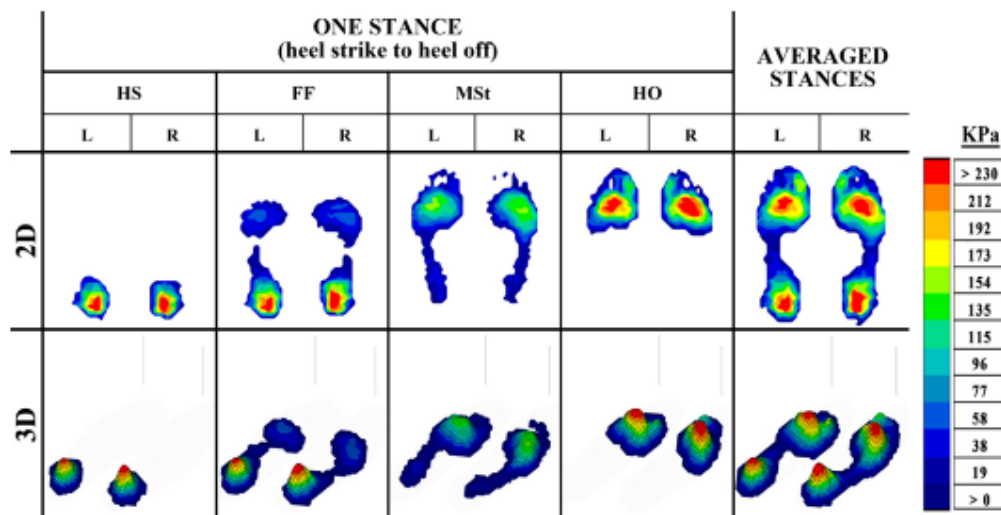 ONE STANCE
(heel strike to heel off)
AVERAGED
STANCES
HS FF MSt HO
L R L R L R L R L R
KPa
2D
> 230
212
192
173
154
135
115
96
77
58
38
19
> 0
3D